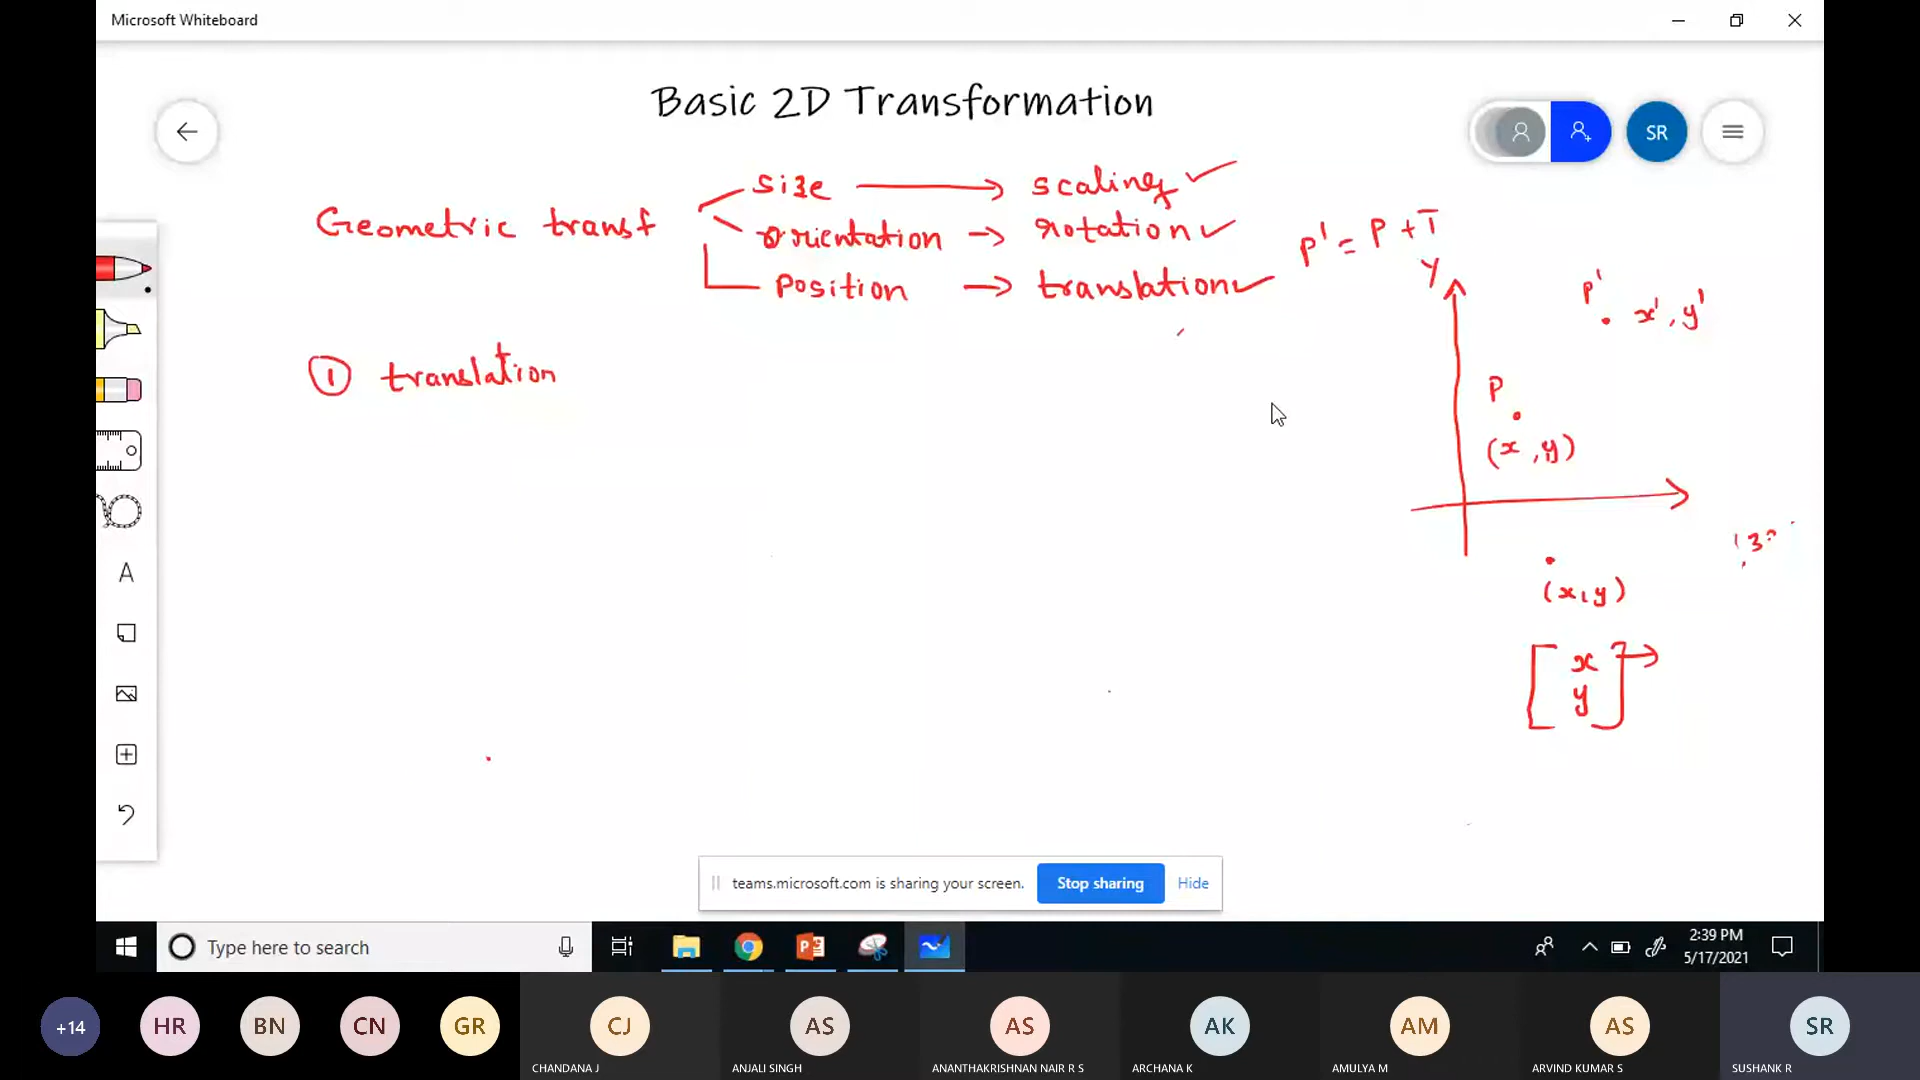 Microsoft Whiteboard
Basic 2D Transformation
SR
Geometric transf
size → scaling ✓
orientation → rotation ✓
position → translation ✓
P' = P + T
Y
P'
x', y'
① translation
P
(x, y)
(x, y)
A
[x
y] →
teams.microsoft.com is sharing your screen.
Stop sharing
Hide
Type here to search
2:39 PM
5/17/2021
+14
HR
BN
CN
GR
CJ
AS
AS
AK
AM
AS
SR
CHANDANA J
ANJALI SINGH
ANANTHAKRISHNAN NAIR R S
ARCHANA K
AMULYA M
ARVIND KUMAR S
SUSHANK R